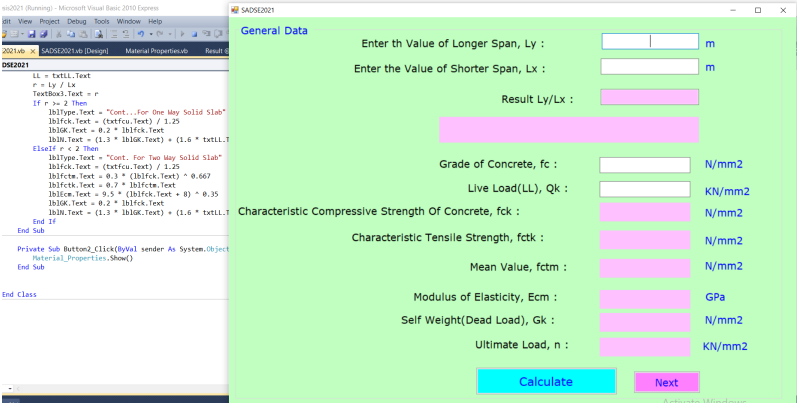 sis2021 (Running) - Microsoft Visual Basic 2010 Express
dit View Project Debug Tools Window Help
2021.vb × SADSE2021.vb [Design] Material Properties.vb Result @
DSE2021
LL = txtLL.Text
r = Ly / Lx
TextBox3.Text = r
If r >= 2 Then
lblType.Text = "Cont...For One Way Solid Slab"
lblfck.Text = (txtfcu.Text) / 1.25
lblGK.Text = 0.2 * lblfck.Text
lblN.Text = (1.3 * lblGK.Text) + (1.6 * txtLL.T
ElseIf r < 2 Then
lblType.Text = "Cont. For Two Way Solid Slab"
lblfck.Text = (txtfcu.Text) / 1.25
lblfctm.Text = 0.3 * (lblfck.Text) ^ 0.667
lblfctk.Text = 0.7 * lblfctm.Text
lblEcm.Text = 9.5 * (lblfck.Text + 8) ^ 0.35
lblGK.Text = 0.2 * lblfck.Text
lblN.Text = (1.3 * lblGK.Text) + (1.6 * txtLL.T
End If
End Sub
Private Sub Button2_Click(ByVal sender As System.Object
Material_Properties.Show()
End Sub
End Class
SADSE2021
General Data
Enter th Value of Longer Span, Ly : m
Enter the Value of Shorter Span, Lx : m
Result Ly/Lx :
Grade of Concrete, fc : N/mm2
Live Load(LL), Qk : KN/mm2
Characteristic Compressive Strength Of Concrete, fck : N/mm2
Characteristic Tensile Strength, fctk : N/mm2
Mean Value, fctm : N/mm2
Modulus of Elasticity, Ecm : GPa
Self Weight(Dead Load), Gk : N/mm2
Ultimate Load, n : KN/mm2
Calculate Next
Activate Windows